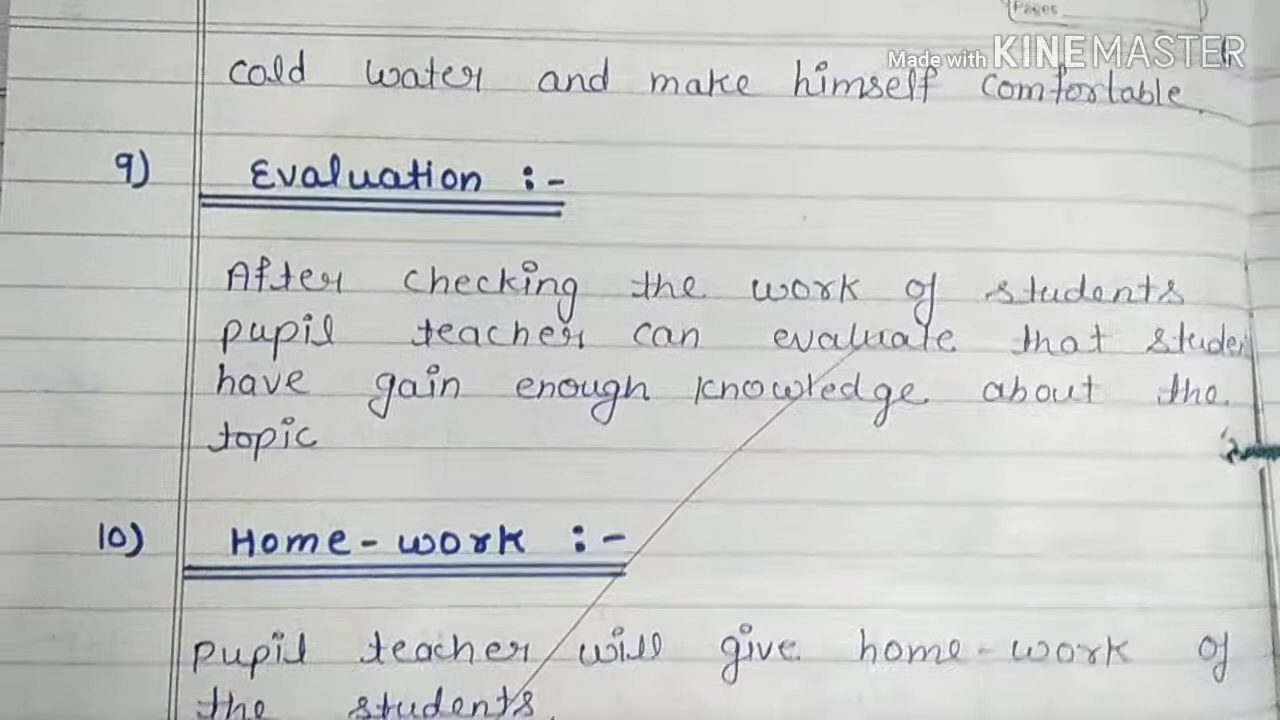 Pages
Made with KINEMASTER
cold water and make himself comfortable.
9) Evaluation :-
After checking the work of students
pupil teacher can evaluate that studen
have gain enough knowledge about the
topic
10) Home-work :-
pupil teacher will give home-work of
the students.